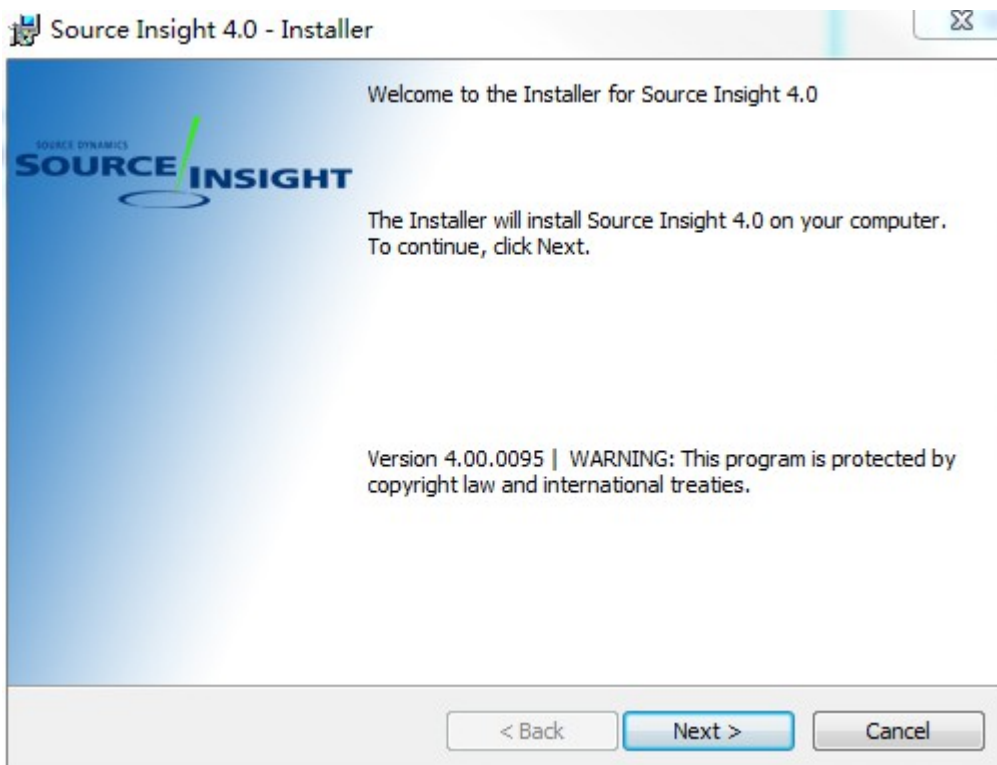 Source Insight 4.0 - Installer
Welcome to the Installer for Source Insight 4.0
SOURCE DYNAMICS
SOURCE INSIGHT
The Installer will install Source Insight 4.0 on your computer.
To continue, click Next.
Version 4.00.0095 | WARNING: This program is protected by
copyright law and international treaties.
< Back
Next >
Cancel